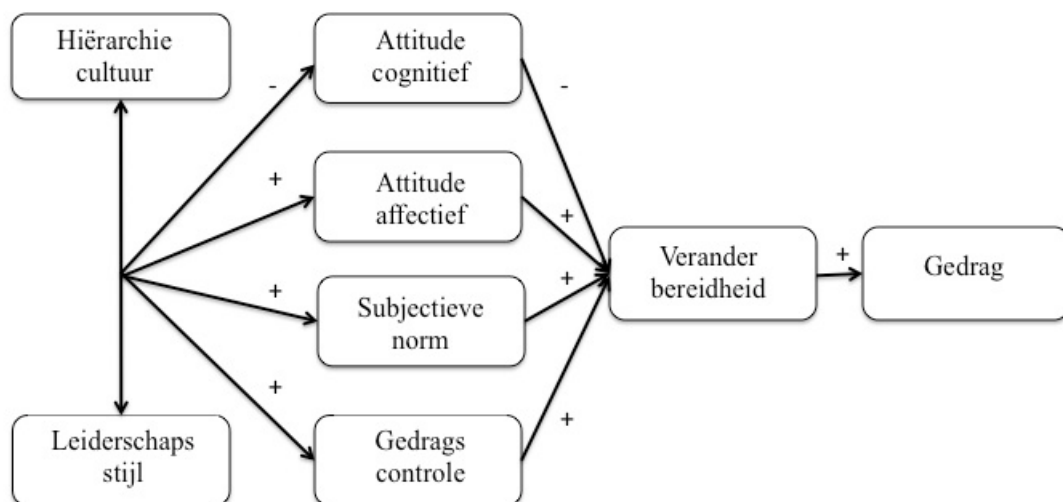 Hiërarchie
cultuur
Attitude
cognitief
-
-
Attitude
affectief
+
+
Verander
bereidheid
+
Gedrag
Subjectieve
norm
+
+
Leiderschaps
stijl
Gedrags
controle
+
+